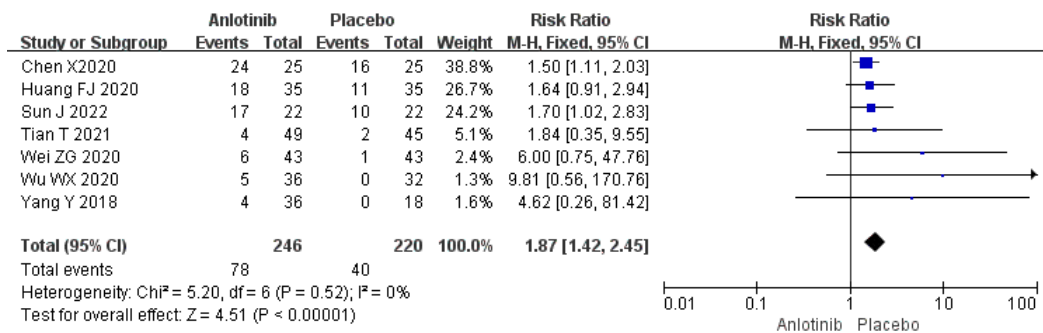 Anlotinib Placebo Risk Ratio Risk Ratio
Study or Subgroup Events Total Events Total Weight M-H, Fixed, 95% CI M-H, Fixed, 95% CI
Chen X2020 24 25 16 25 38.8% 1.50 [1.11, 2.03]
Huang FJ 2020 18 35 11 35 26.7% 1.64 [0.91, 2.94]
Sun J 2022 17 22 10 22 24.2% 1.70 [1.02, 2.83]
Tian T 2021 4 49 2 45 5.1% 1.84 [0.35, 9.55]
Wei ZG 2020 6 43 1 43 2.4% 6.00 [0.75, 47.76]
Wu WX 2020 5 36 0 32 1.3% 9.81 [0.56, 170.76]
Yang Y 2018 4 36 0 18 1.6% 4.62 [0.26, 81.42]
Total (95% CI) 246 220 100.0% 1.87 [1.42, 2.45]
Total events 78 40
Heterogeneity: Chi² = 5.20, df = 6 (P = 0.52); I² = 0%
Test for overall effect: Z = 4.51 (P < 0.00001)
0.01 0.1 1 10 100
Anlotinib Placebo